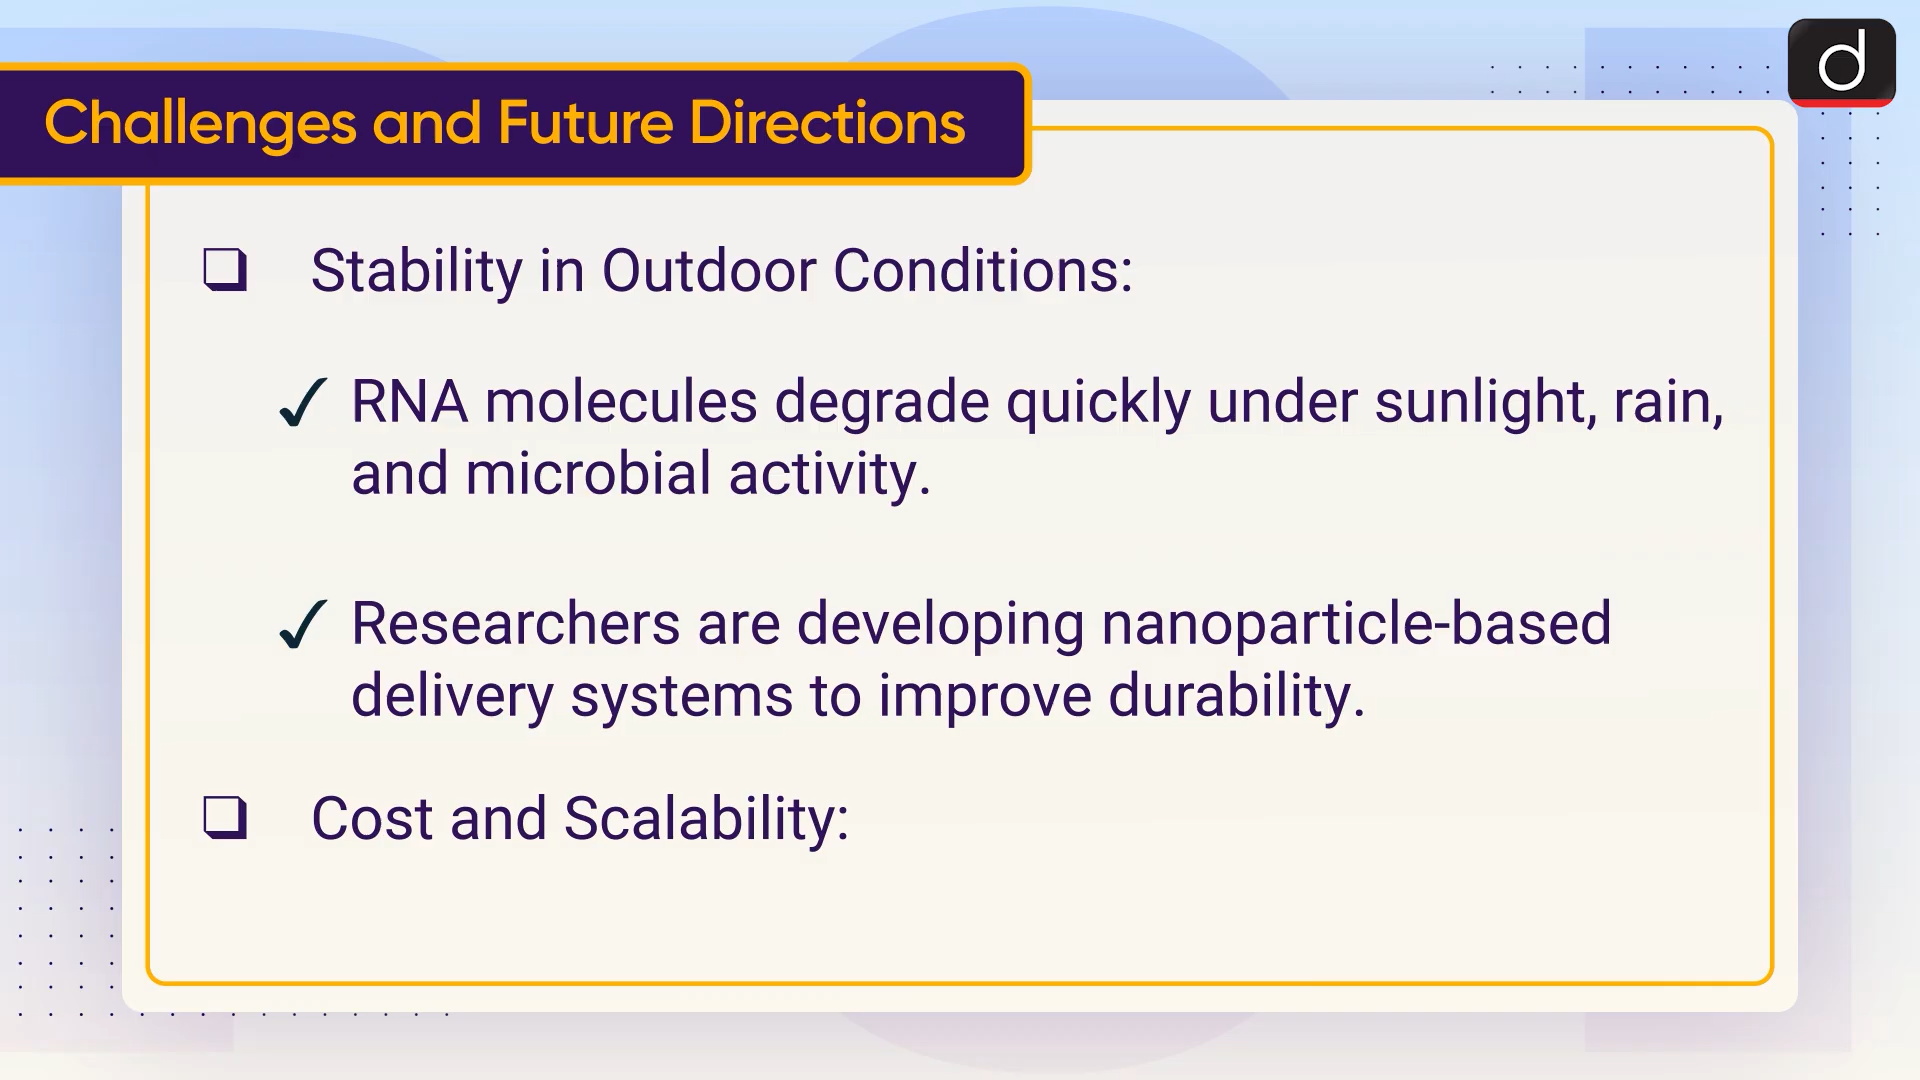 Challenges and Future Directions
d
❑ Stability in Outdoor Conditions:
✓ RNA molecules degrade quickly under sunlight, rain,
and microbial activity.
✓ Researchers are developing nanoparticle-based
delivery systems to improve durability.
❑ Cost and Scalability: